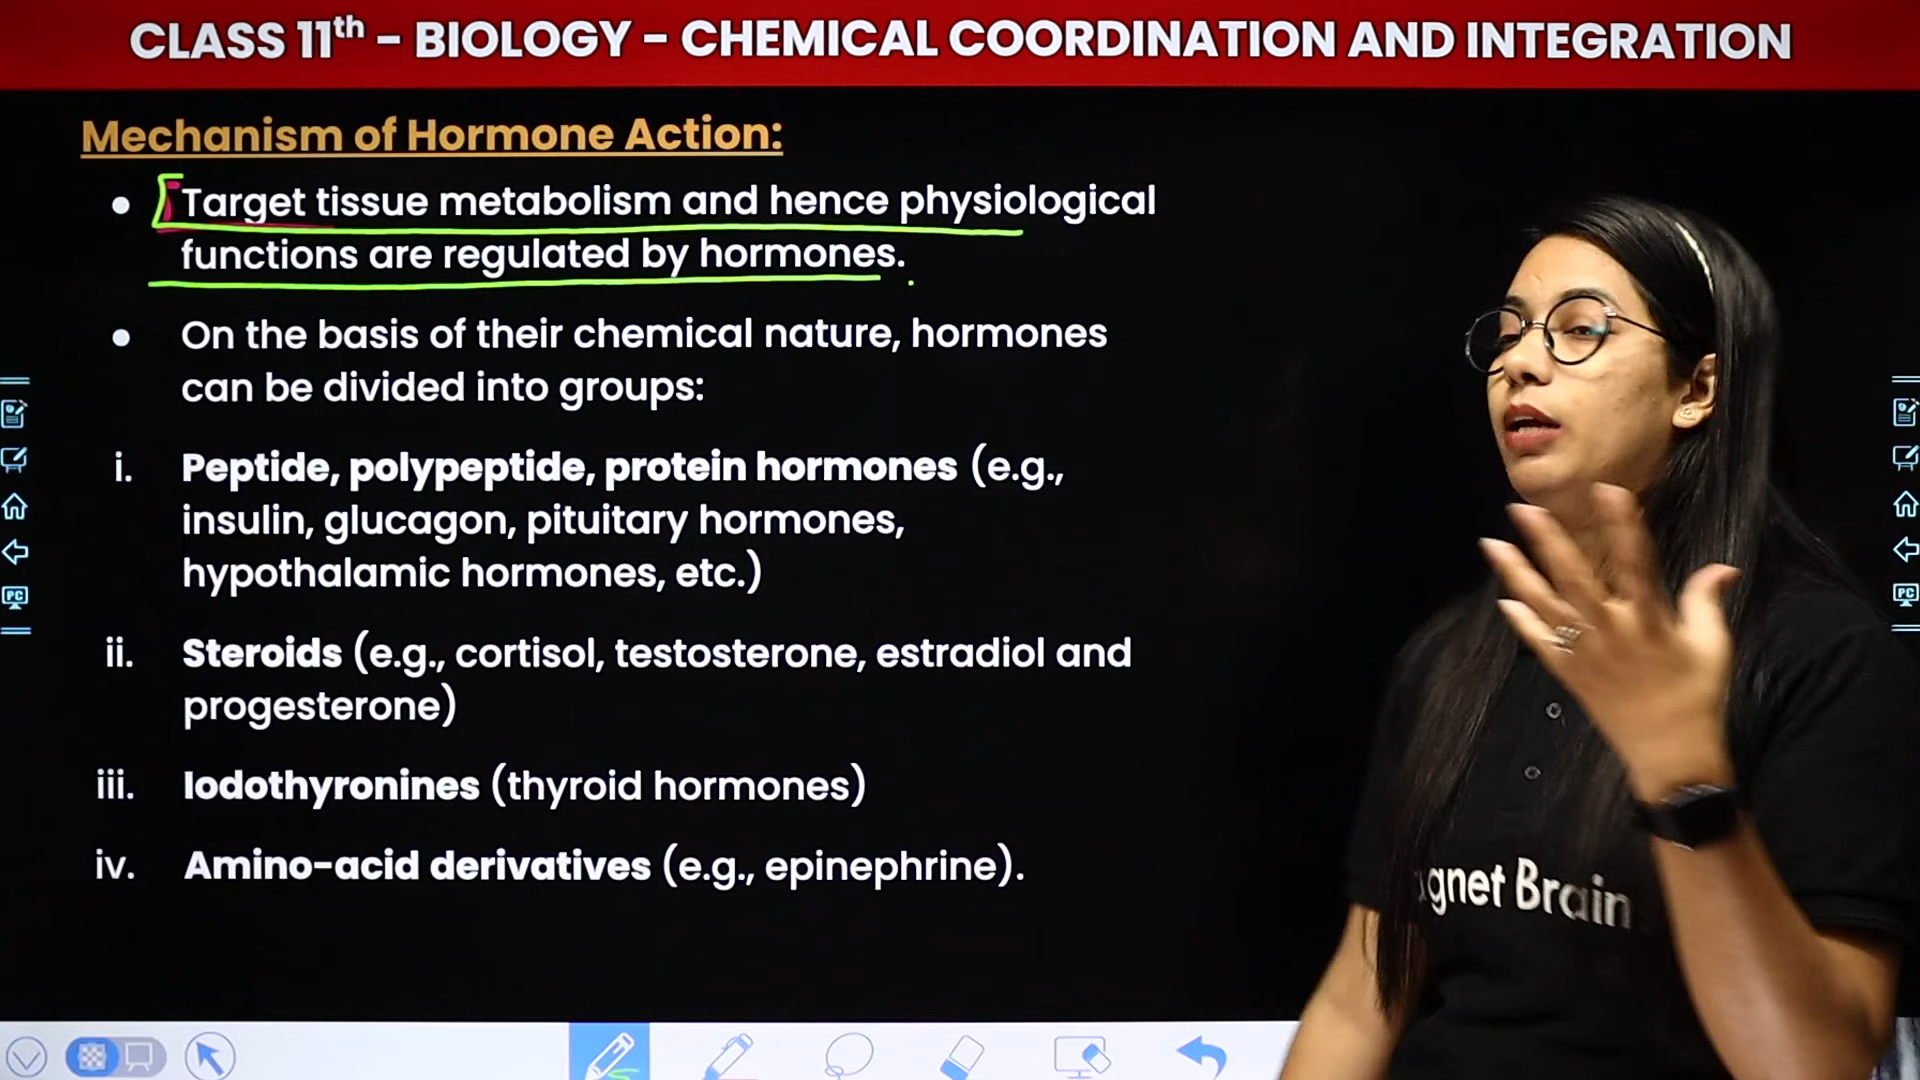 CLASS 11th - BIOLOGY - CHEMICAL COORDINATION AND INTEGRATION
Mechanism of Hormone Action:
• Target tissue metabolism and hence physiological
functions are regulated by hormones.
• On the basis of their chemical nature, hormones
can be divided into groups:
i. Peptide, polypeptide, protein hormones (e.g.,
insulin, glucagon, pituitary hormones,
hypothalamic hormones, etc.)
ii. Steroids (e.g., cortisol, testosterone, estradiol and
progesterone)
iii. Iodothyronines (thyroid hormones)
iv. Amino-acid derivatives (e.g., epinephrine).
gnet Brain
PC
PC